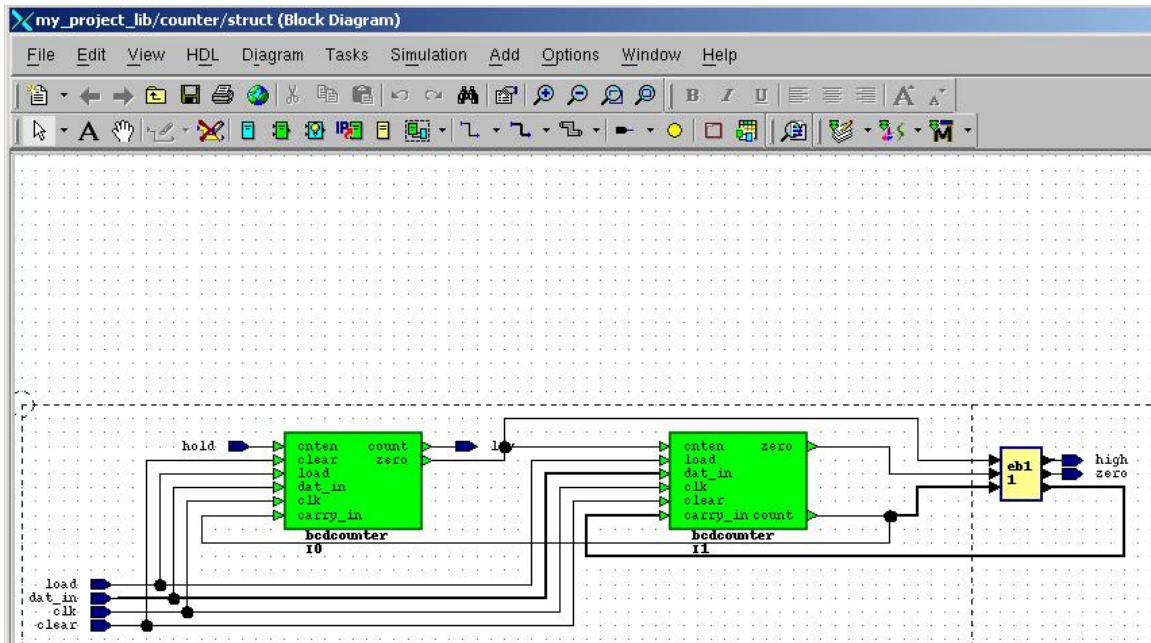 my_project_lib/counter/struct (Block Diagram)
File Edit View HDL Diagram Tasks Simulation Add Options Window Help
A B I U A A
IP M
hold cnten count
clear zero
load
dat_in
clk
carry_in
bcdcounter
I0
cnten zero
load
dat_in
clk
clear
carry_in count
bcdcounter
I1
eb1
1
high
zero
load
dat_in
clk
clear